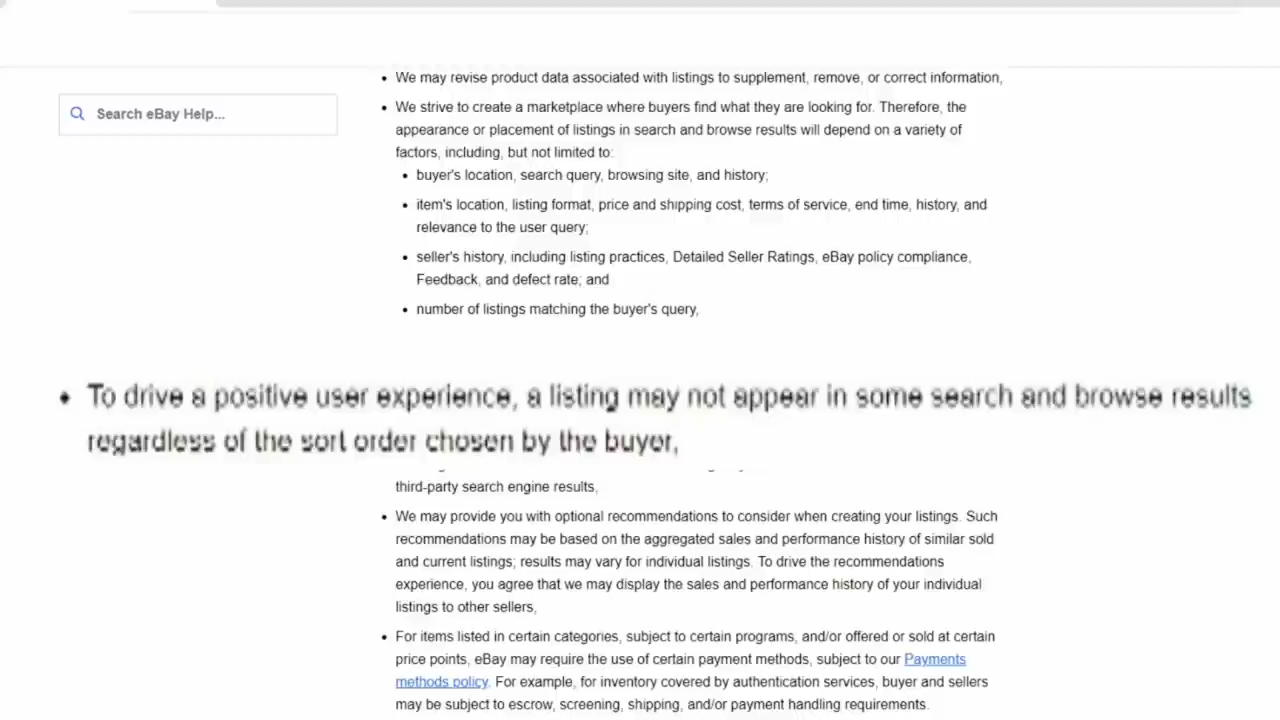 We may revise product data associated with listings to supplement, remove, or correct information,
Search eBay Help...
We strive to create a marketplace where buyers find what they are looking for. Therefore, the
appearance or placement of listings in search and browse results will depend on a variety of
factors, including, but not limited to:
buyer's location, search query, browsing site, and history;
item's location, listing format, price and shipping cost, terms of service, end time, history, and
relevance to the user query;
seller's history, including listing practices, Detailed Seller Ratings, eBay policy compliance,
Feedback, and defect rate; and
number of listings matching the buyer's query,
To drive a positive user experience, a listing may not appear in some search and browse results
regardless of the sort order chosen by the buyer,
third-party search engine results,
We may provide you with optional recommendations to consider when creating your listings. Such
recommendations may be based on the aggregated sales and performance history of similar sold
and current listings; results may vary for individual listings. To drive the recommendations
experience, you agree that we may display the sales and performance history of your individual
listings to other sellers,
For items listed in certain categories, subject to certain programs, and/or offered or sold at certain
price points, eBay may require the use of certain payment methods, subject to our Payments
methods policy. For example, for inventory covered by authentication services, buyer and sellers
may be subject to escrow, screening, shipping, and/or payment handling requirements.